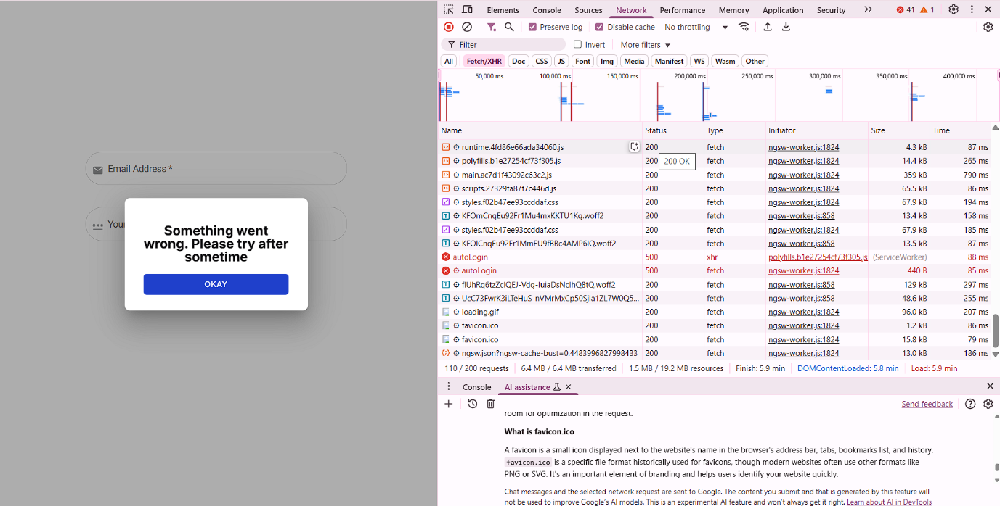 Email Address *
You
Something went
wrong. Please try after
sometime
OKAY
Elements Console Sources Network Performance Memory Application Security 41 1
Preserve log Disable cache No throttling
Filter Invert More filters
All Fetch/XHR Doc CSS JS Font Img Media Manifest WS Wasm Other
50,000 ms 100,000 ms 150,000 ms 200,000 ms 250,000 ms 300,000 ms 350,000 ms 400,000 ms
Name Status Type Initiator Size Time
runtime.4fd86e66ada34060.js 200 fetch ngsw-worker.js:1824 4.3 kB 87 ms
polyfills.b1e27254cf73f305.js 200 fetch ngsw-worker.js:1824 14.4 kB 265 ms
200 OK
main.ac7d1f43092c63c2.js 200 fetch ngsw-worker.js:1824 359 kB 790 ms
scripts.27329fa87f7c446d.js 200 fetch ngsw-worker.js:1824 65.5 kB 86 ms
styles.f02b47ee93ccddaf.css 200 fetch ngsw-worker.js:1824 67.9 kB 194 ms
KFOmCnqEu92Fr1Mu4mxKKTU1Kg.woff2 200 fetch ngsw-worker.js:858 13.4 kB 158 ms
styles.f02b47ee93ccddaf.css 200 fetch ngsw-worker.js:1824 67.9 kB 185 ms
KFOlCnqEu92Fr1MmEU9fBBc4AMP6lQ.woff2 200 fetch ngsw-worker.js:858 13.5 kB 87 ms
autoLogin 500 xhr polyfills.b1e27254cf73f305.js (ServiceWorker) 88 ms
autoLogin 500 fetch ngsw-worker.js:1824 440 B 85 ms
flUhRq6tzZclQEJ-Vdg-IuiaDsNcIhQ8tQ.woff2 200 fetch ngsw-worker.js:858 129 kB 297 ms
UcC73FwrK3iLTeHuS_nVMrMxCp50SjIa1ZL7W0Q5... 200 fetch ngsw-worker.js:858 48.6 kB 255 ms
loading.gif 200 fetch ngsw-worker.js:1824 96.0 kB 207 ms
favicon.ico 200 fetch ngsw-worker.js:1824 1.2 kB 86 ms
favicon.ico 200 fetch ngsw-worker.js:1824 15.8 kB 79 ms
ngsw.json?ngsw-cache-bust=0.4483996827998433 200 fetch ngsw-worker.js:1824 13.0 kB 186 ms
110 / 200 requests 6.4 MB / 6.4 MB transferred 1.5 MB / 19.2 MB resources Finish: 5.9 min DOMContentLoaded: 5.8 min Load: 5.9 min
Console AI assistance
Send feedback
room for optimization in the request.
What is favicon.ico
A favicon is a small icon displayed next to the website's name in the browser's address bar, tabs, bookmarks list, and history.
favicon.ico is a specific file format historically used for favicons, though modern websites often use other formats like
PNG or SVG. It's an important element of branding and helps users identify your website quickly.
Chat messages and the selected network request are sent to Google. The content you submit and that is generated by this feature will
not be used to improve Google's AI models. This is an experimental AI feature and won't always get it right. Learn about AI in DevTools